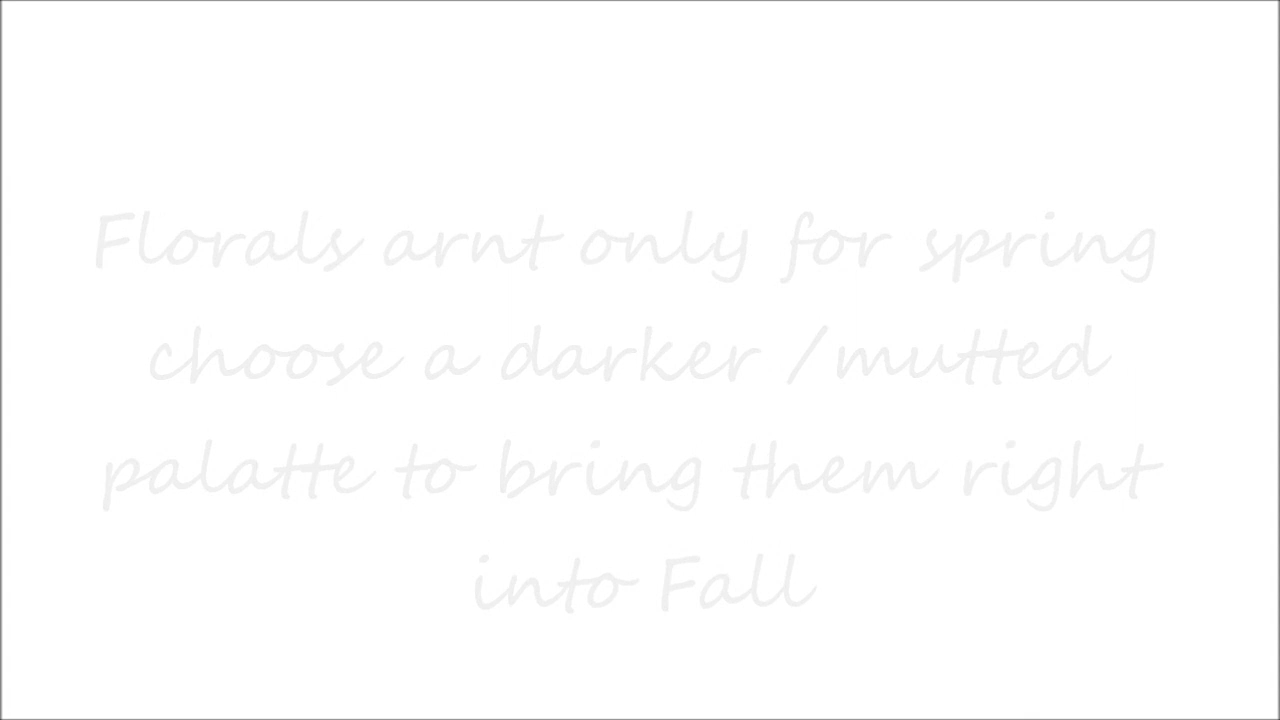 Florals arnt only for spring
choose a darker /mutted
palatte to bring them right
into Fall